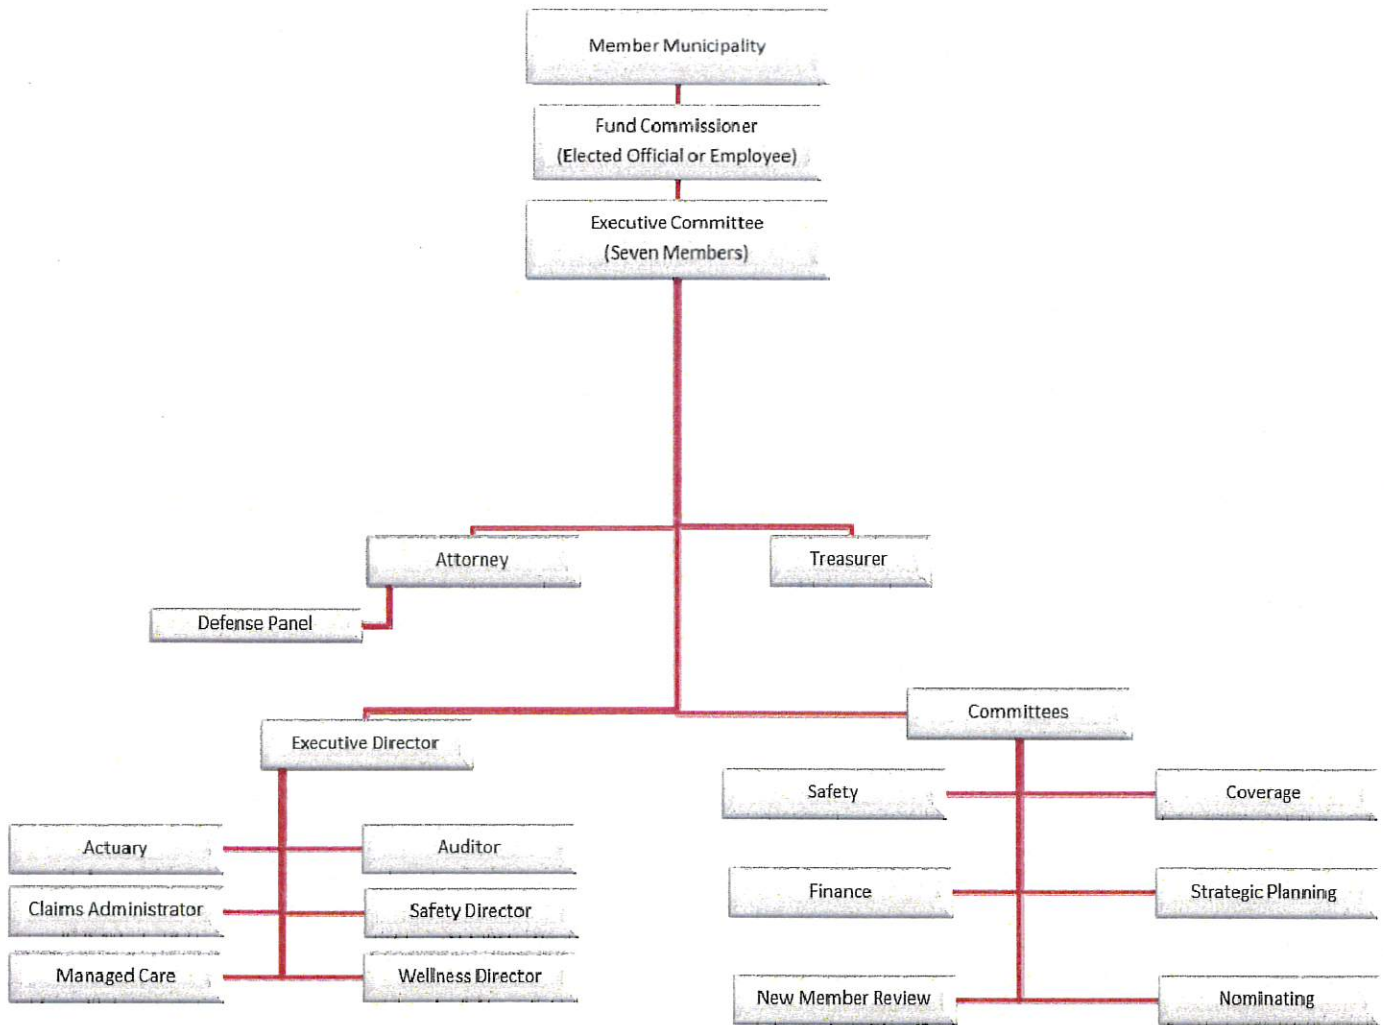 Member Municipality
Fund Commissioner
(Elected Official or Employee)
Executive Committee
(Seven Members)
Attorney
Treasurer
Defense Panel
Executive Director
Committees
Safety
Coverage
Actuary
Auditor
Finance
Strategic Planning
Claims Administrator
Safety Director
Managed Care
Wellness Director
New Member Review
Nominating